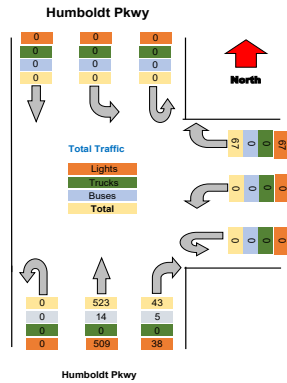 Humboldt Pkwy
0 0 0
0 0 0
0 0 0
0 0 0
North
Total Traffic
Lights
Trucks
Buses
Total
67 0 0 67
0 0 0 0
0 0 0 0
0 523 43
0 14 5
0 0 0
0 509 38
Humboldt Pkwy